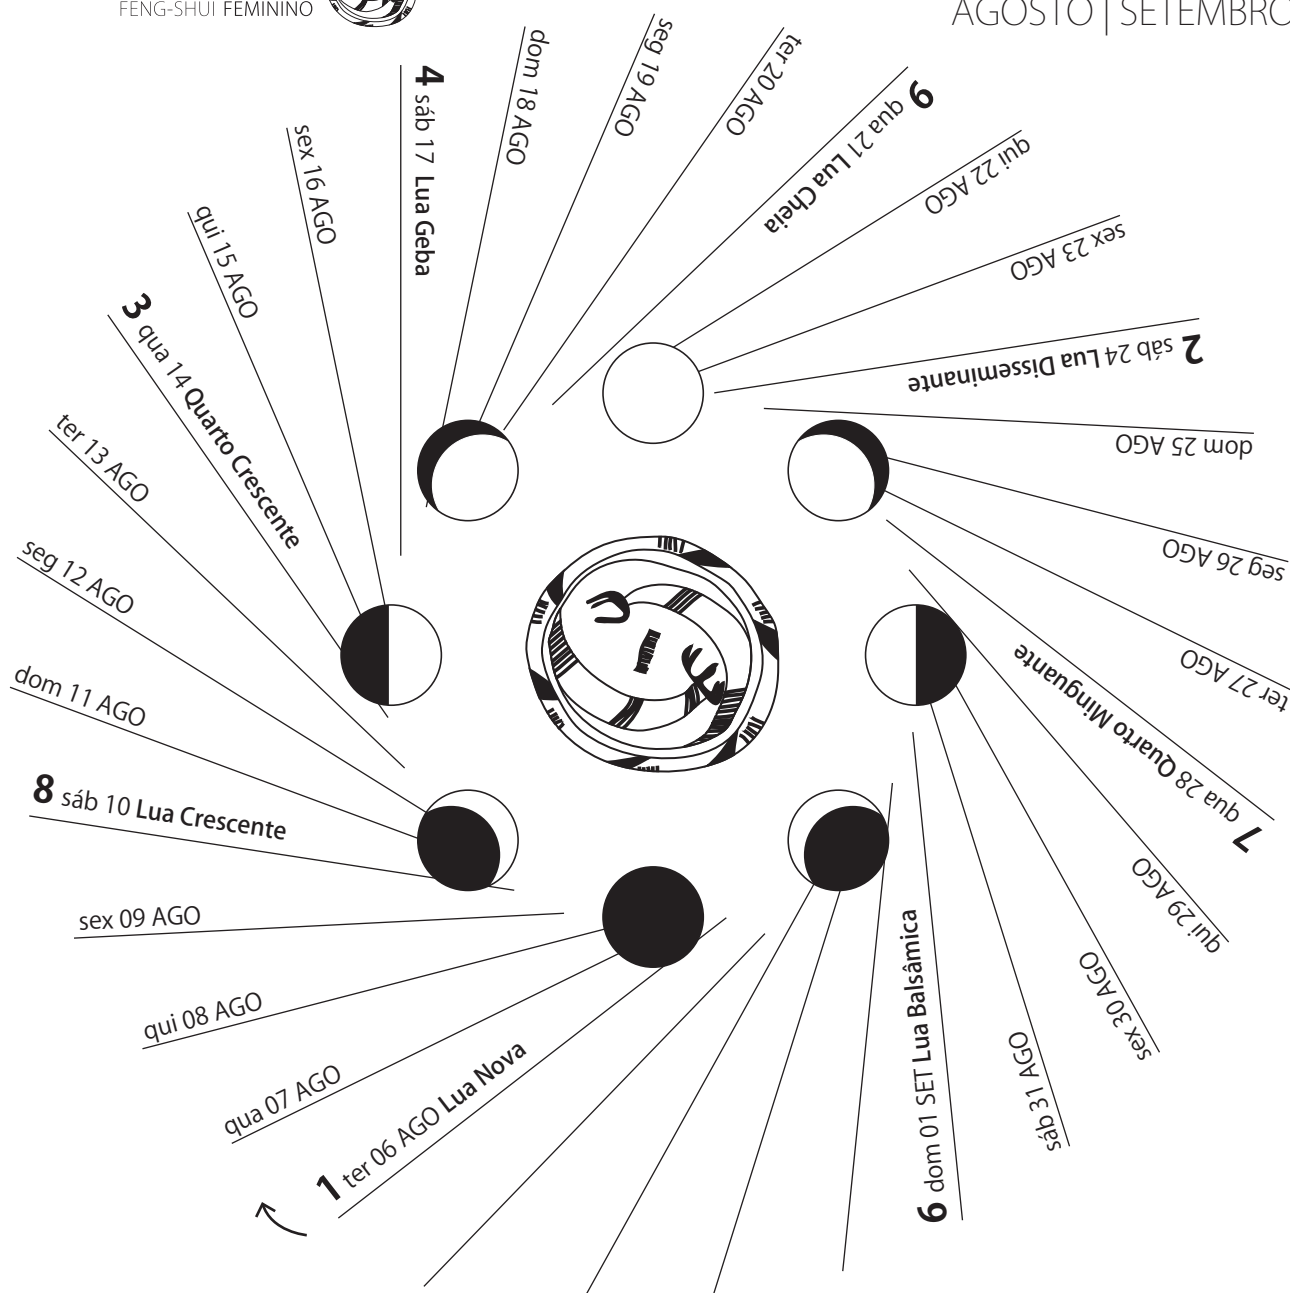 FENG-SHUI FEMININO
AGOSTO | SETEMBRO
1 ter 06 AGO Lua Nova
qua 07 AGO
qui 08 AGO
sex 09 AGO
8 sáb 10 Lua Crescente
dom 11 AGO
seg 12 AGO
ter 13 AGO
3 qua 14 Quarto Crescente
qui 15 AGO
sex 16 AGO
4 sáb 17 Lua Geba
dom 18 AGO
seg 19 AGO
ter 20 AGO
9 qua 21 Lua Cheia
qui 22 AGO
sex 23 AGO
2 sáb 24 Lua Disseminante
dom 25 AGO
seg 26 AGO
ter 27 AGO
7 qua 28 Quarto Minguante
qui 29 AGO
sex 30 AGO
sáb 31 AGO
6 dom 01 SET Lua Balsâmica